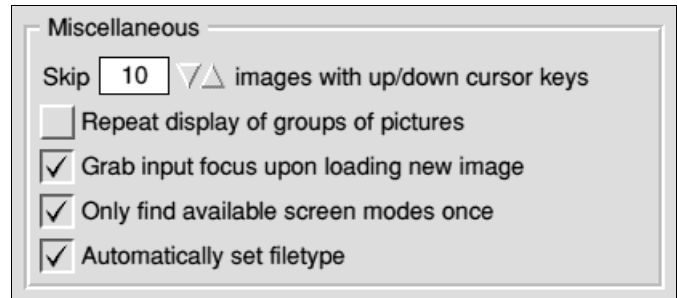 Miscellaneous
Skip 10 images with up/down cursor keys
Repeat display of groups of pictures
Grab input focus upon loading new image
Only find available screen modes once
Automatically set filetype